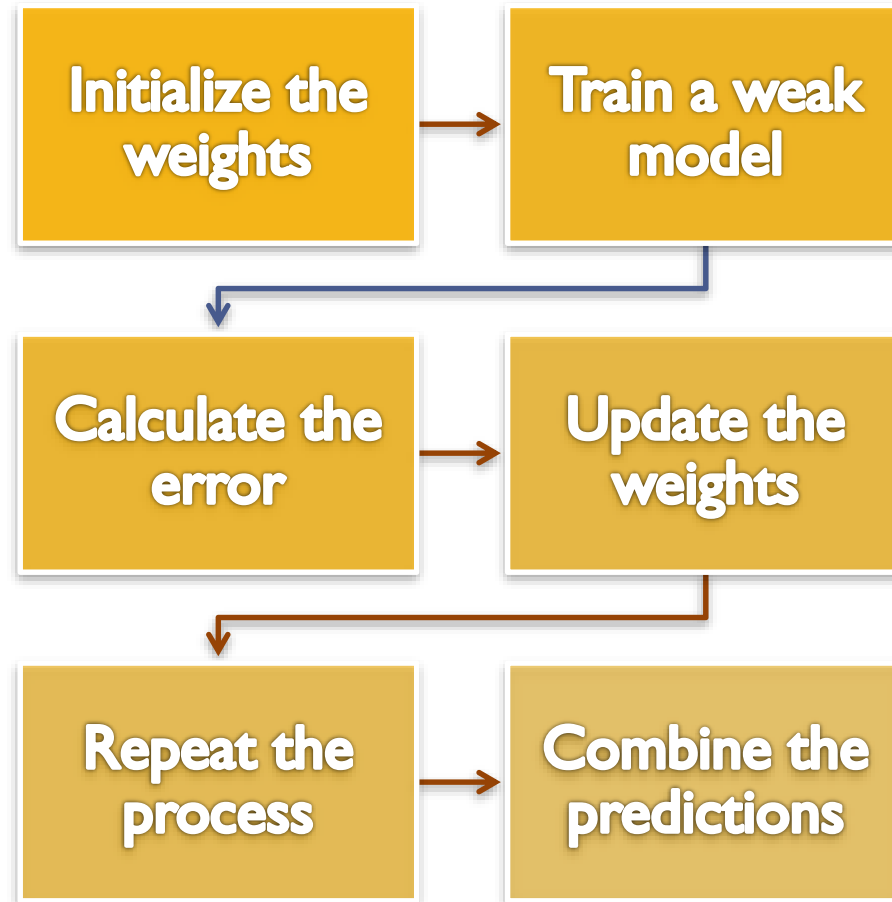 Initialize the
weights
Train a weak
model
Calculate the
error
Update the
weights
Repeat the
process
Combine the
predictions